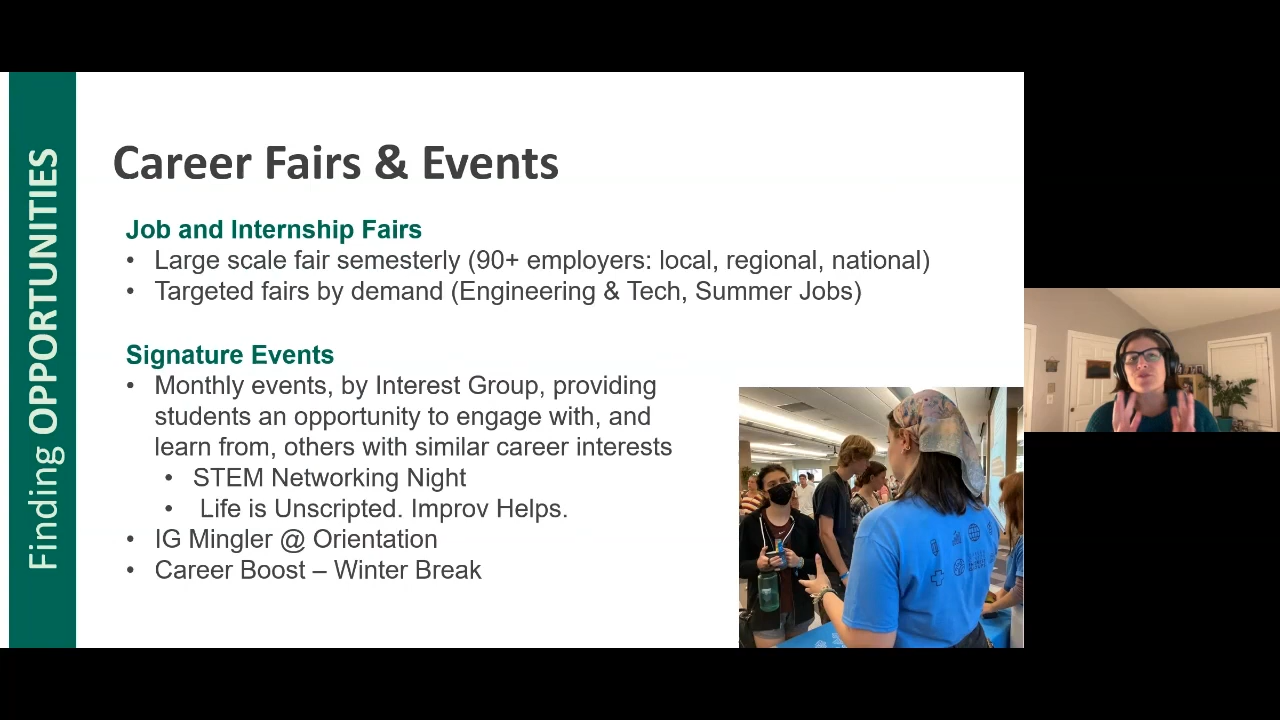 Finding OPPORTUNITIES
Career Fairs & Events
Job and Internship Fairs
• Large scale fair semesterly (90+ employers: local, regional, national)
• Targeted fairs by demand (Engineering & Tech, Summer Jobs)
Signature Events
• Monthly events, by Interest Group, providing
students an opportunity to engage with, and
learn from, others with similar career interests
• STEM Networking Night
• Life is Unscripted. Improv Helps.
• IG Mingler @ Orientation
• Career Boost – Winter Break